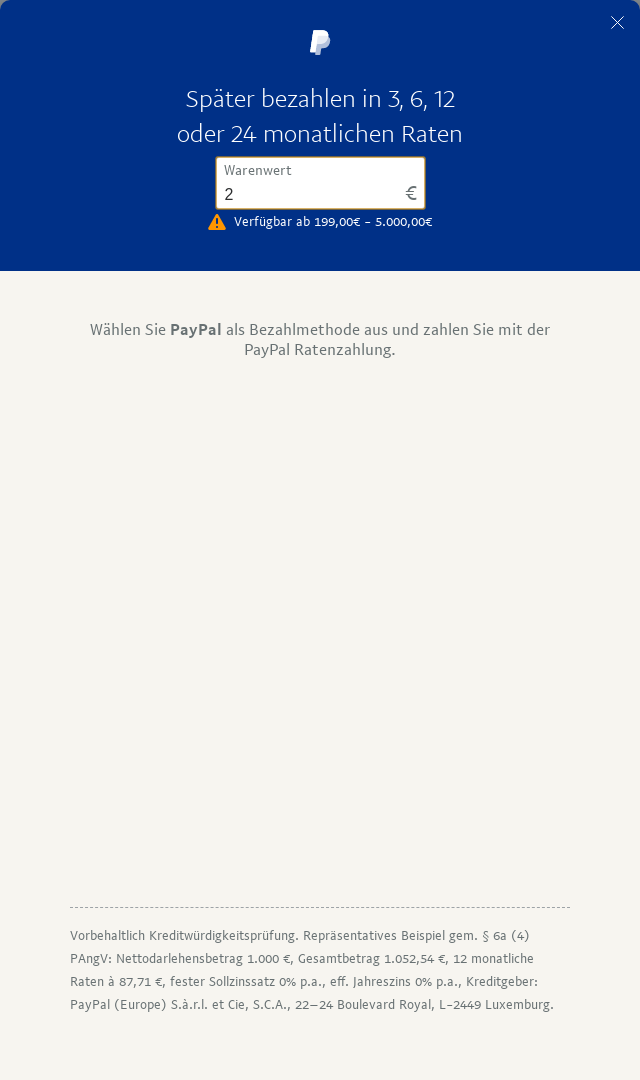 Später bezahlen in 3, 6, 12
oder 24 monatlichen Raten
Warenwert
2 €
Verfügbar ab 199,00€ - 5.000,00€
Wählen Sie PayPal als Bezahlmethode aus und zahlen Sie mit der
PayPal Ratenzahlung.
Vorbehaltlich Kreditwürdigkeitsprüfung. Repräsentatives Beispiel gem. § 6a (4)
PAngV: Nettodarlehensbetrag 1.000 €, Gesamtbetrag 1.052,54 €, 12 monatliche
Raten à 87,71 €, fester Sollzinssatz 0% p.a., eff. Jahreszins 0% p.a., Kreditgeber:
PayPal (Europe) S.à.r.l. et Cie, S.C.A., 22–24 Boulevard Royal, L-2449 Luxemburg.